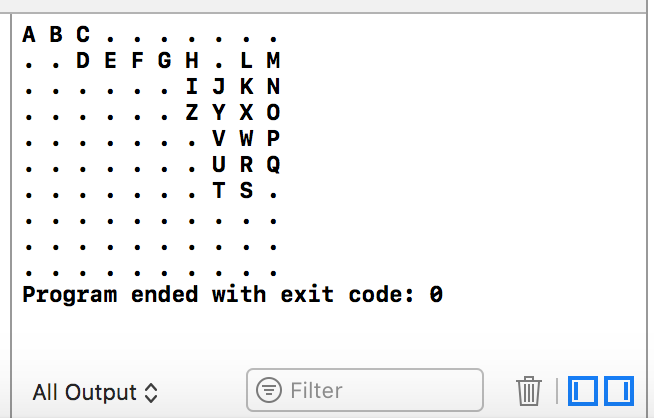 A B C . . . . . . .
. . D E F G H . L M
. . . . . . I J K N
. . . . . . Z Y X O
. . . . . . . V W P
. . . . . . . U R Q
. . . . . . . T S .
. . . . . . . . . .
. . . . . . . . . .
. . . . . . . . . .
Program ended with exit code: 0
All Output Filter